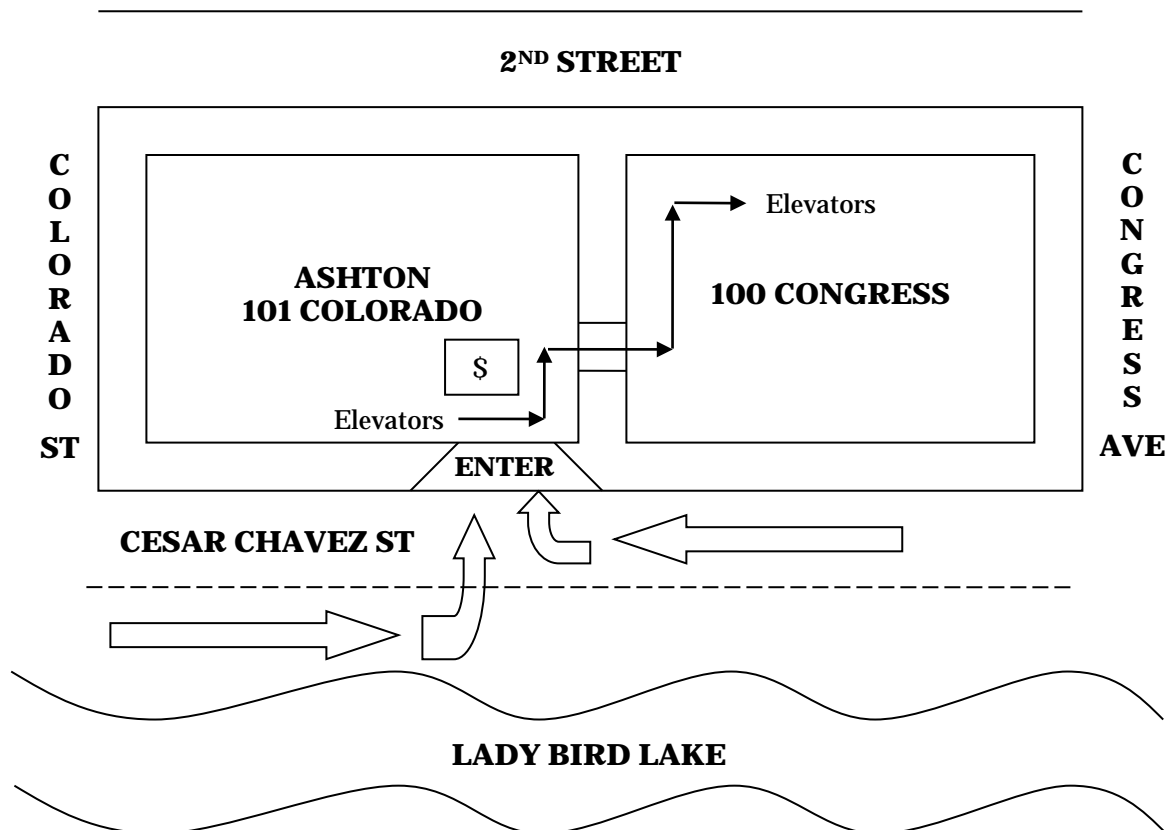 2ND STREET
COLORADO
ST
CONGRESS
AVE
Elevators
ASHTON
101 COLORADO
100 CONGRESS
$
Elevators
ENTER
CESAR CHAVEZ ST
LADY BIRD LAKE